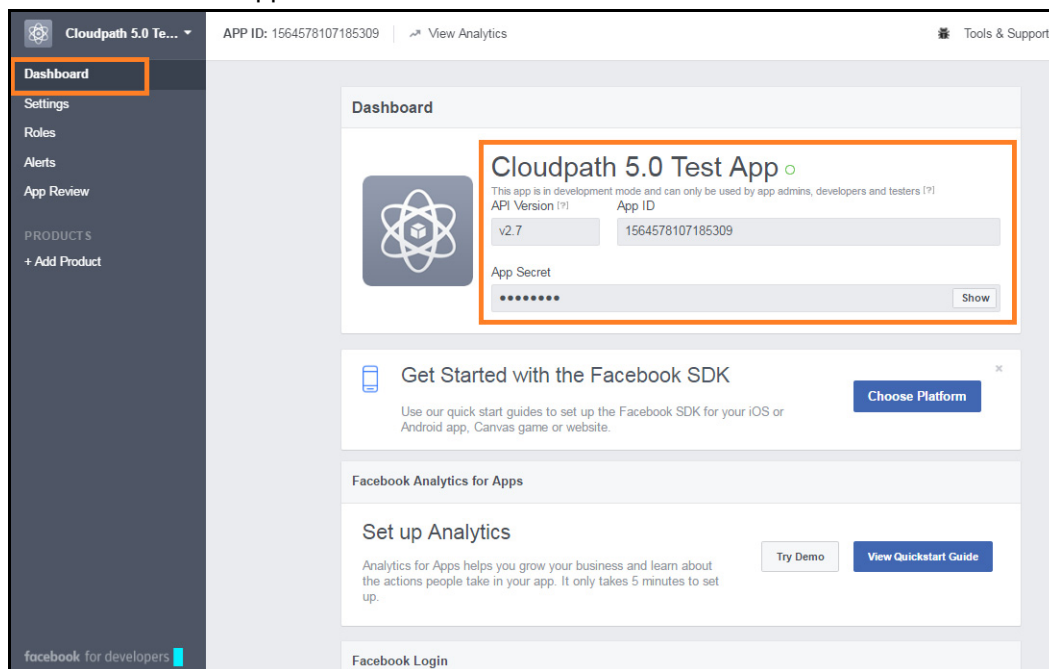 Cloudpath 5.0 Te...
APP ID: 1564578107185309
View Analytics
Tools & Support
Dashboard
Settings
Roles
Alerts
App Review
PRODUCTS
+ Add Product
Dashboard
Cloudpath 5.0 Test App
This app is in development mode and can only be used by app admins, developers and testers [?]
API Version [?] App ID
v2.7 1564578107185309
App Secret
●●●●●●●● Show
Get Started with the Facebook SDK
Use our quick start guides to set up the Facebook SDK for your iOS or
Android app, Canvas game or website.
×
Choose Platform
Facebook Analytics for Apps
Set up Analytics
Analytics for Apps helps you grow your business and learn about
the actions people take in your app. It only takes 5 minutes to set
up.
Try Demo
View Quickstart Guide
Facebook Login
facebook for developers